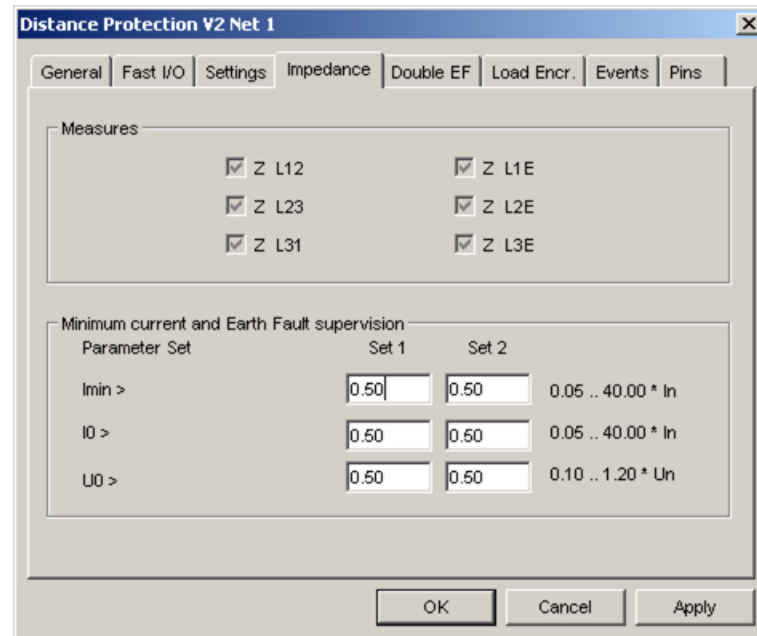 Distance Protection V2 Net 1
General Fast I/O Settings Impedance Double EF Load Encr. Events Pins
Measures
Z L12 Z L1E
Z L23 Z L2E
Z L31 Z L3E
Minimum current and Earth Fault supervision
Parameter Set Set 1 Set 2
Imin > 0.50 0.50 0.05 .. 40.00 * In
I0 > 0.50 0.50 0.05 .. 40.00 * In
U0 > 0.50 0.50 0.10 .. 1.20 * Un
OK Cancel Apply